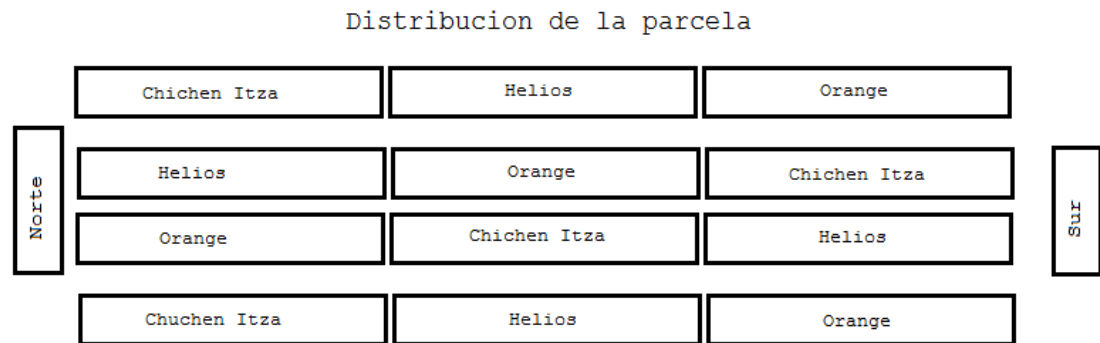 Distribucion de la parcela
Chichen Itza Helios Orange
Norte
Helios Orange Chichen Itza
Sur
Orange Chichen Itza Helios
Chuchen Itza Helios Orange